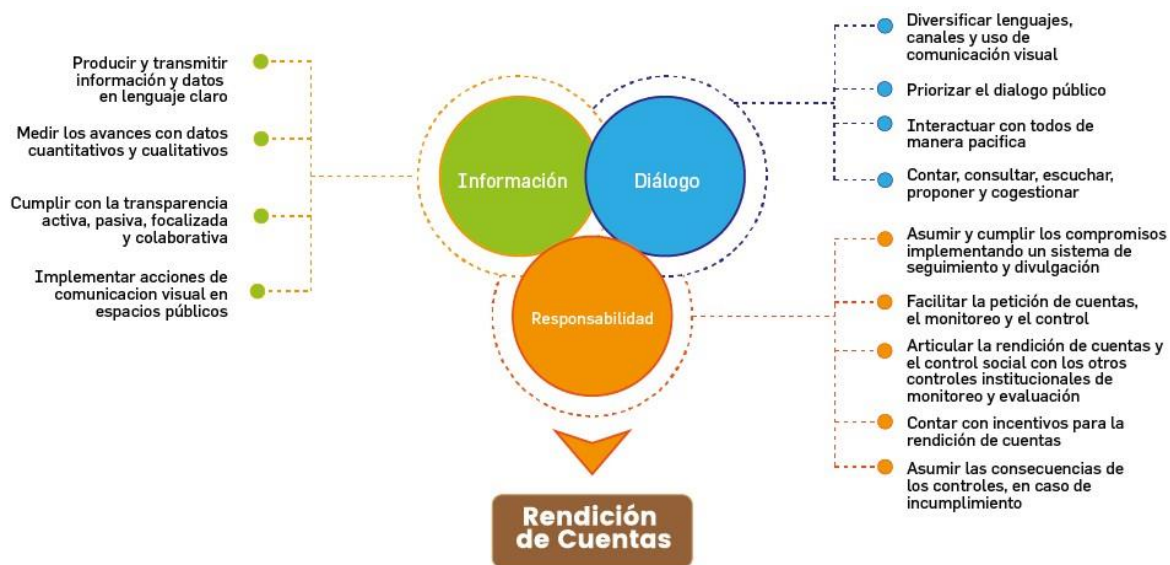 Producir y transmitir
información y datos
en lenguaje claro
Medir los avances con datos
cuantitativos y cualitativos
Cumplir con la transparencia
activa, pasiva, focalizada
y colaborativa
Implementar acciones de
comunicacion visual en
espacios públicos
Información
Diálogo
Responsabilidad
Diversificar lenguajes,
canales y uso de
comunicación visual
Priorizar el dialogo público
Interactuar con todos de
manera pacifica
Contar, consultar, escuchar,
proponer y cogestionar
Asumir y cumplir los compromisos
implementando un sistema de
seguimiento y divulgación
Facilitar la petición de cuentas,
el monitoreo y el control
Articular la rendición de cuentas y
el control social con los otros
controles institucionales de
monitoreo y evaluación
Contar con incentivos para la
rendición de cuentas
Asumir las consecuencias de
los controles, en caso de
incumplimiento
Rendición
de Cuentas